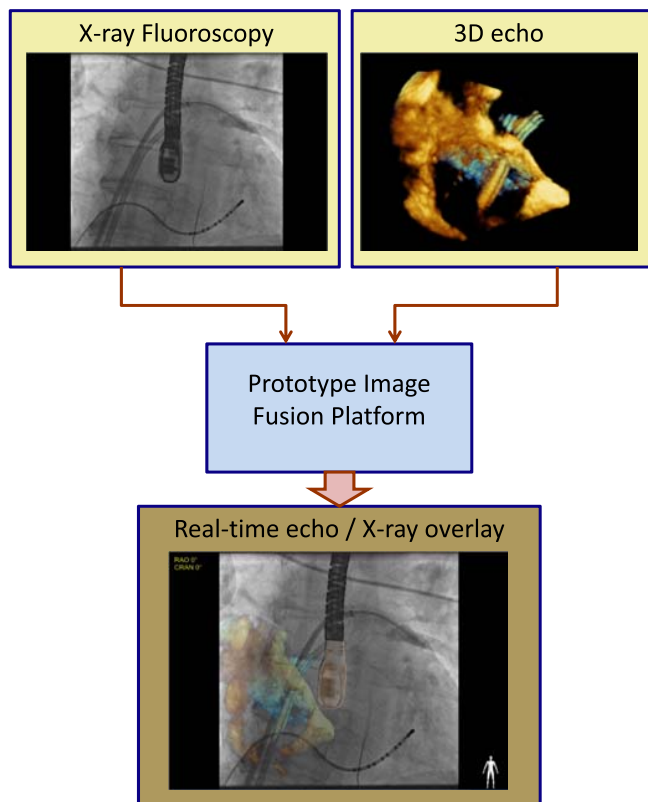 X-ray Fluoroscopy
3D echo
Prototype Image
Fusion Platform
Real-time echo / X-ray overlay
RAO 0°
CRAN 0°